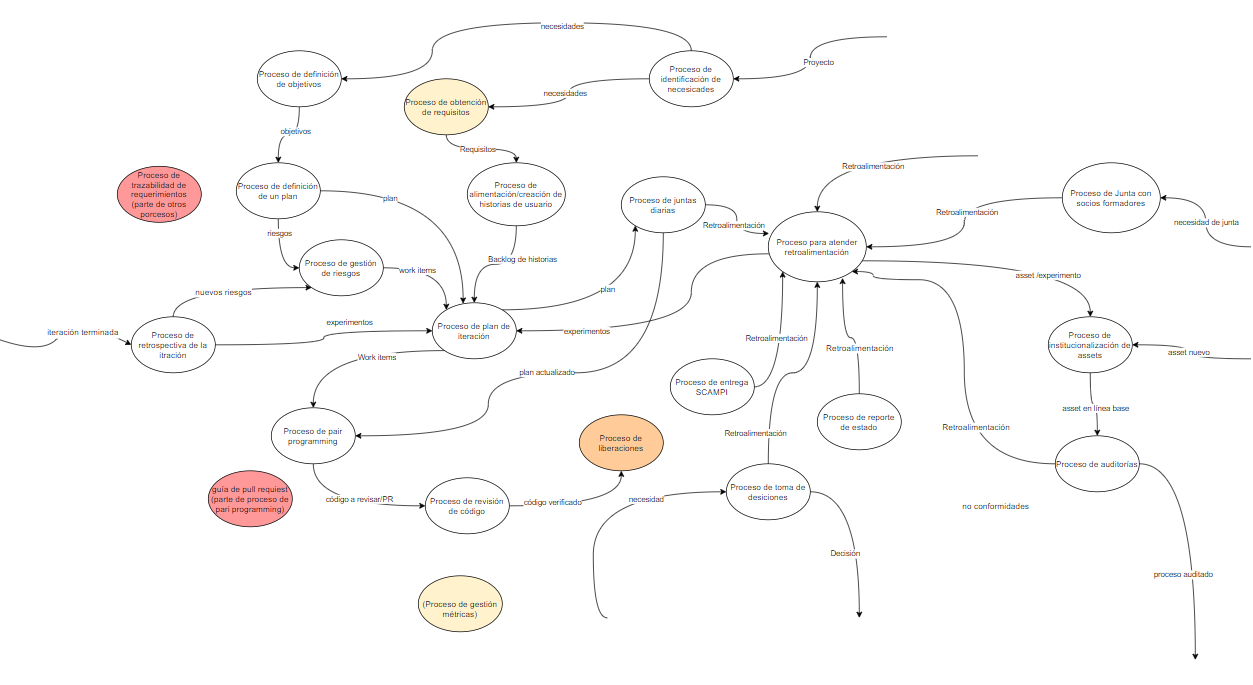 necesidades
Proceso de definición
de objetivos
Proceso de
identificación de
necesicades
Proyecto
necesidades
Proceso de obtención
de requisitos
objetivos
Requisitos
Retroalimentación
Proceso de
trazabilidad de
requerimientos
(parte de otros
porcesos)
Proceso de definición
de un plan
plan
Proceso de
alimentación/creación de
historias de usuario
Proceso de juntas
diarias
Retroalimentación
Proceso de Junta con
socios formadores
Retroalimentación
necesidad de junta
riesgos
Proceso para atender
retroalimentación
Proceso de gestión
de riesgos
work items
Backlog de historias
asset /experimento
nuevos riesgos
plan
iteración terminada
Proceso de
retrospectiva de la
itración
experimentos
Proceso de plan de
iteración
experimentos
Retroalimentación
Retroalimentación
Proceso de
institucionalización de
assets
asset nuevo
Work items
plan actualizado
Proceso de entrega
SCAMPI
Proceso de reporte
de estado
asset en línea base
Proceso de pair
programming
Proceso de
liberaciones
Retroalimentación
Retroalimentación
Proceso de auditorías
guía de pull requiest
(parte de proceso de
pari programming)
código a revisar/PR
Proceso de revisión
de código
código verificado
necesidad
Proceso de toma de
desiciones
no conformidades
Decisión
proceso auditado
(Proceso de gestión
métricas)